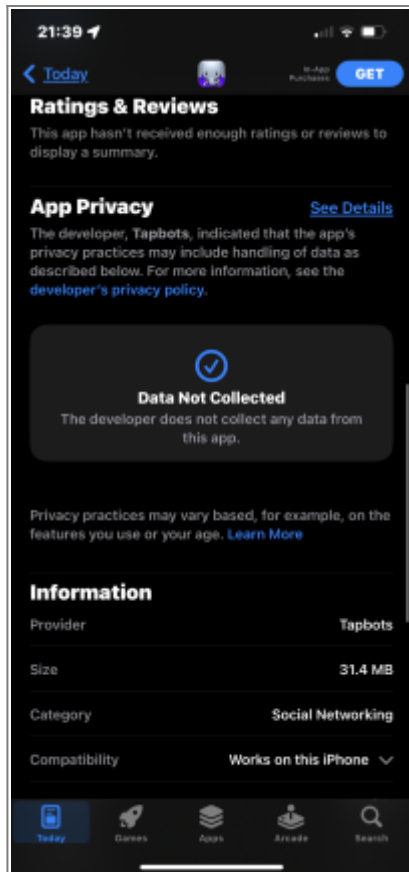 21:39
Today
In-App
Purchases
GET
Ratings & Reviews
This app hasn't received enough ratings or reviews to
display a summary.
App Privacy
See Details
The developer, Tapbots, indicated that the app's
privacy practices may include handling of data as
described below. For more information, see the
developer's privacy policy.
Data Not Collected
The developer does not collect any data from
this app.
Privacy practices may vary based, for example, on the
features you use or your age. Learn More
Information
Provider
Tapbots
Size
31.4 MB
Category
Social Networking
Compatibility
Works on this iPhone
Today
Games
Apps
Arcade
Search